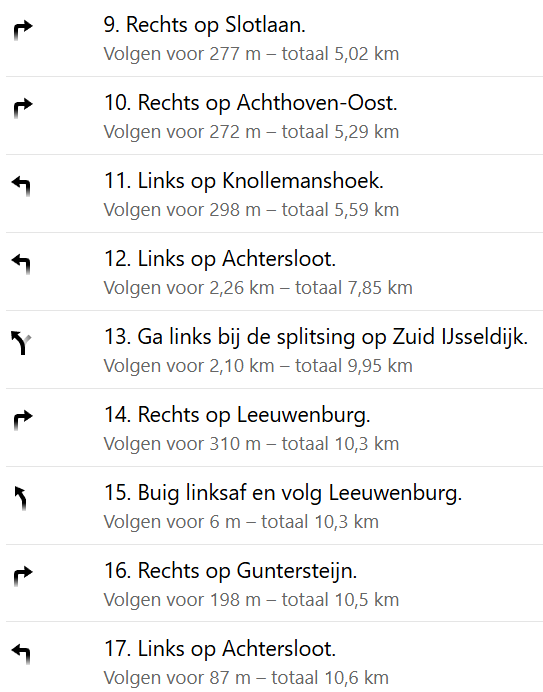 9. Rechts op Slotlaan.
Volgen voor 277 m – totaal 5,02 km
10. Rechts op Achthoven-Oost.
Volgen voor 272 m – totaal 5,29 km
11. Links op Knollemanshoek.
Volgen voor 298 m – totaal 5,59 km
12. Links op Achtersloot.
Volgen voor 2,26 km – totaal 7,85 km
13. Ga links bij de splitsing op Zuid IJsseldijk.
Volgen voor 2,10 km – totaal 9,95 km
14. Rechts op Leeuwenburg.
Volgen voor 310 m – totaal 10,3 km
15. Buig linksaf en volg Leeuwenburg.
Volgen voor 6 m – totaal 10,3 km
16. Rechts op Guntersteijn.
Volgen voor 198 m – totaal 10,5 km
17. Links op Achtersloot.
Volgen voor 87 m – totaal 10,6 km